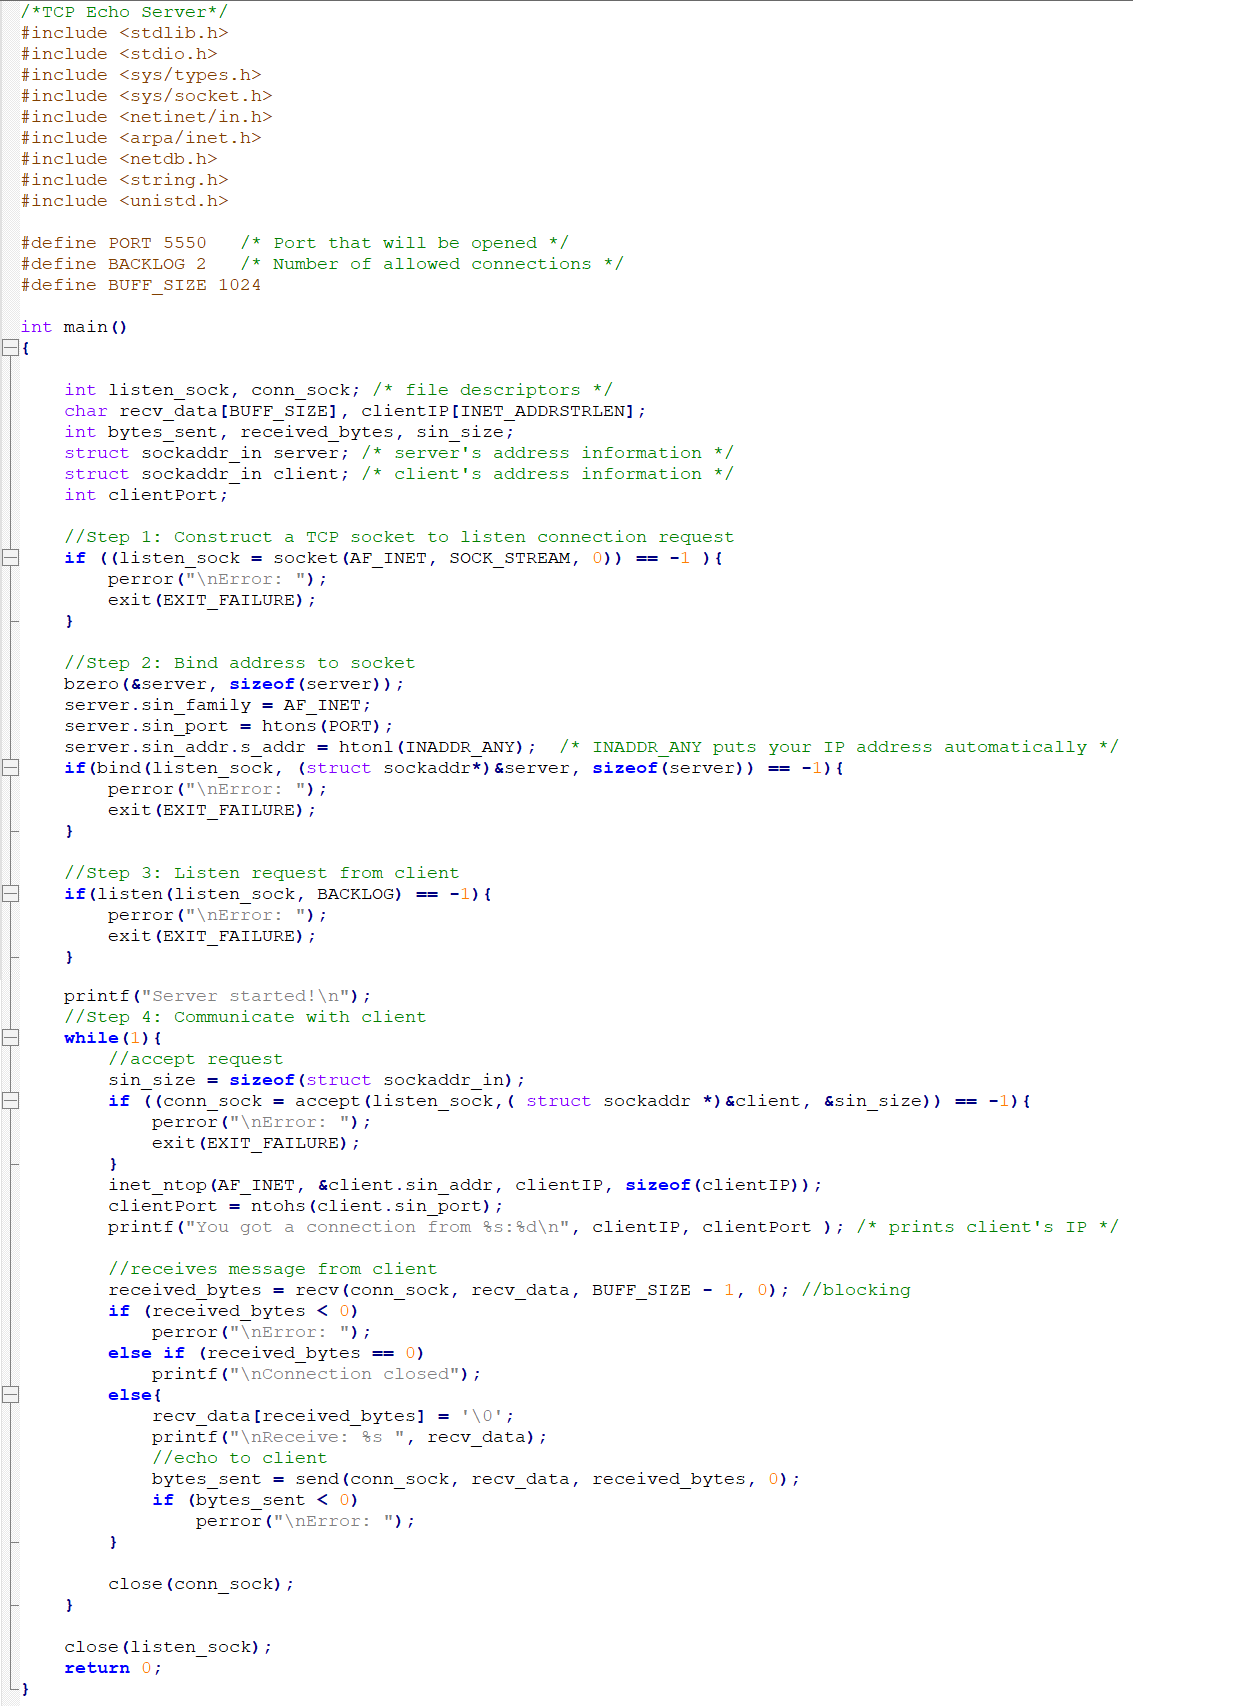 /*TCP Echo Server*/
#include <stdlib.h>
#include <stdio.h>
#include <sys/types.h>
#include <sys/socket.h>
#include <netinet/in.h>
#include <arpa/inet.h>
#include <netdb.h>
#include <string.h>
#include <unistd.h>

#define PORT 5550   /* Port that will be opened */
#define BACKLOG 2   /* Number of allowed connections */
#define BUFF_SIZE 1024

int main()
{

    int listen_sock, conn_sock; /* file descriptors */
    char recv_data[BUFF_SIZE], clientIP[INET_ADDRSTRLEN];
    int bytes_sent, received_bytes, sin_size;
    struct sockaddr_in server; /* server's address information */
    struct sockaddr_in client; /* client's address information */
    int clientPort;

    //Step 1: Construct a TCP socket to listen connection request
    if ((listen_sock = socket(AF_INET, SOCK_STREAM, 0)) == -1 ){
        perror("\nError: ");
        exit(EXIT_FAILURE);
    }

    //Step 2: Bind address to socket
    bzero(&server, sizeof(server));
    server.sin_family = AF_INET;
    server.sin_port = htons(PORT);
    server.sin_addr.s_addr = htonl(INADDR_ANY);  /* INADDR_ANY puts your IP address automatically */
    if(bind(listen_sock, (struct sockaddr*)&server, sizeof(server)) == -1){
        perror("\nError: ");
        exit(EXIT_FAILURE);
    }

    //Step 3: Listen request from client
    if(listen(listen_sock, BACKLOG) == -1){
        perror("\nError: ");
        exit(EXIT_FAILURE);
    }

    printf("Server started!\n");
    //Step 4: Communicate with client
    while(1){
        //accept request
        sin_size = sizeof(struct sockaddr_in);
        if ((conn_sock = accept(listen_sock,( struct sockaddr *)&client, &sin_size)) == -1){
            perror("\nError: ");
            exit(EXIT_FAILURE);
        }
        inet_ntop(AF_INET, &client.sin_addr, clientIP, sizeof(clientIP));
        clientPort = ntohs(client.sin_port);
        printf("You got a connection from %s:%d\n", clientIP, clientPort ); /* prints client's IP */

        //receives message from client
        received_bytes = recv(conn_sock, recv_data, BUFF_SIZE - 1, 0); //blocking
        if (received_bytes < 0)
            perror("\nError: ");
        else if (received_bytes == 0)
            printf("\nConnection closed");
        else{
            recv_data[received_bytes] = '\0';
            printf("\nReceive: %s ", recv_data);
            //echo to client
            bytes_sent = send(conn_sock, recv_data, received_bytes, 0);
            if (bytes_sent < 0)
                perror("\nError: ");
        }

        close(conn_sock);
    }

    close(listen_sock);
    return 0;
}